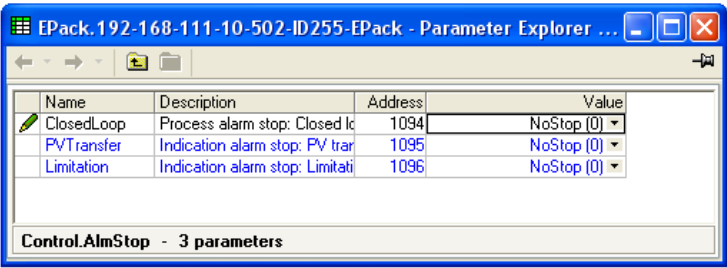 EPack.192-168-111-10-502-ID255-EPack - Parameter Explorer ...
Name Description Address Value
ClosedLoop Process alarm stop: Closed lo 1094 NoStop (0)
PVTransfer Indication alarm stop: PV tran 1095 NoStop (0)
Limitation Indication alarm stop: Limitati 1096 NoStop (0)
Control.AlmStop - 3 parameters